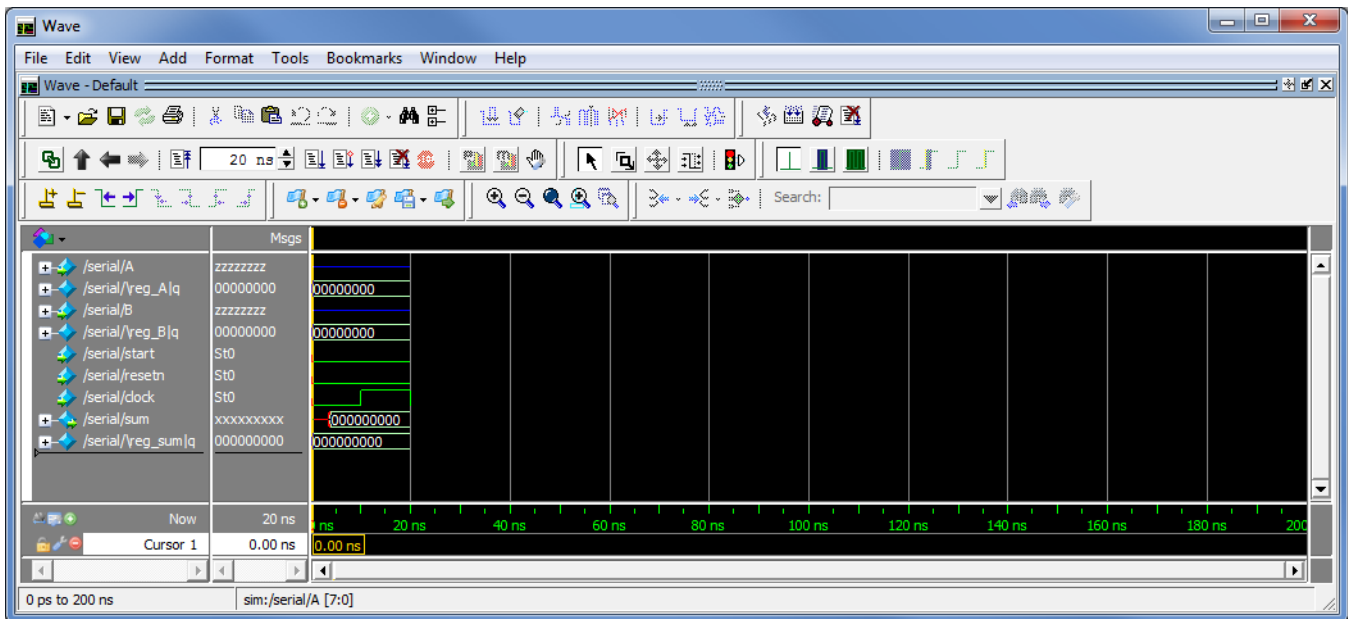 Wave
File Edit View Add Format Tools Bookmarks Window Help
Wave - Default
20 ns
Search:
Msgs
/serial/A zzzzzzzz
/serial/\reg_A|q 00000000 00000000
/serial/B zzzzzzzz
/serial/\reg_B|q 00000000 00000000
/serial/start St0
/serial/resetn St0
/serial/clock St0
/serial/sum xxxxxxxxx 000000000
/serial/\reg_sum|q 000000000 000000000
Now 20 ns ns 20 ns 40 ns 60 ns 80 ns 100 ns 120 ns 140 ns 160 ns 180 ns 200
Cursor 1 0.00 ns 0.00 ns
0 ps to 200 ns sim:/serial/A [7:0]